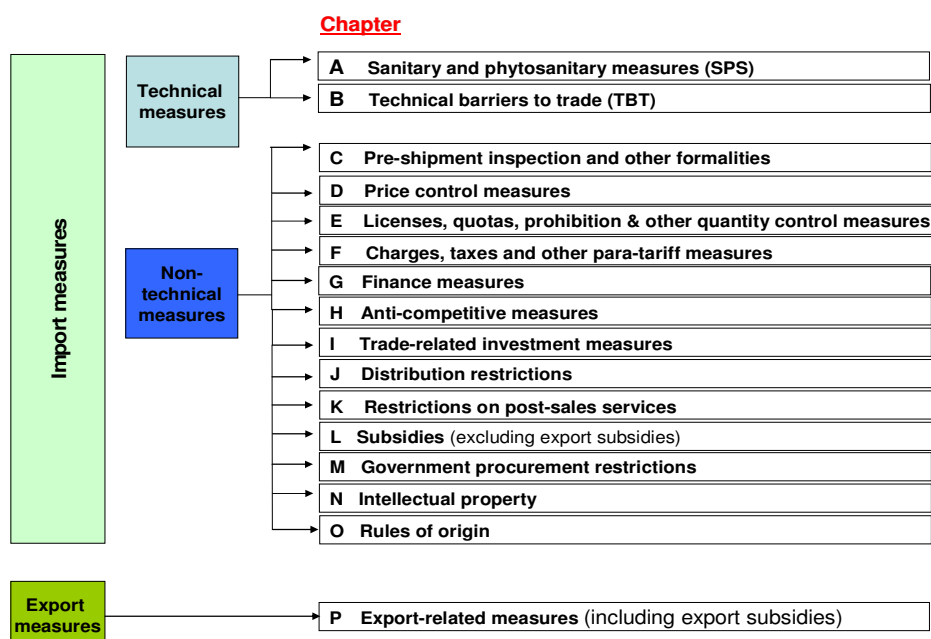 Chapter
Import measures
Technical
measures
A Sanitary and phytosanitary measures (SPS)
B Technical barriers to trade (TBT)
Non-
technical
measures
C Pre-shipment inspection and other formalities
D Price control measures
E Licenses, quotas, prohibition & other quantity control measures
F Charges, taxes and other para-tariff measures
G Finance measures
H Anti-competitive measures
I Trade-related investment measures
J Distribution restrictions
K Restrictions on post-sales services
L Subsidies (excluding export subsidies)
M Government procurement restrictions
N Intellectual property
O Rules of origin
Export
measures
P Export-related measures (including export subsidies)